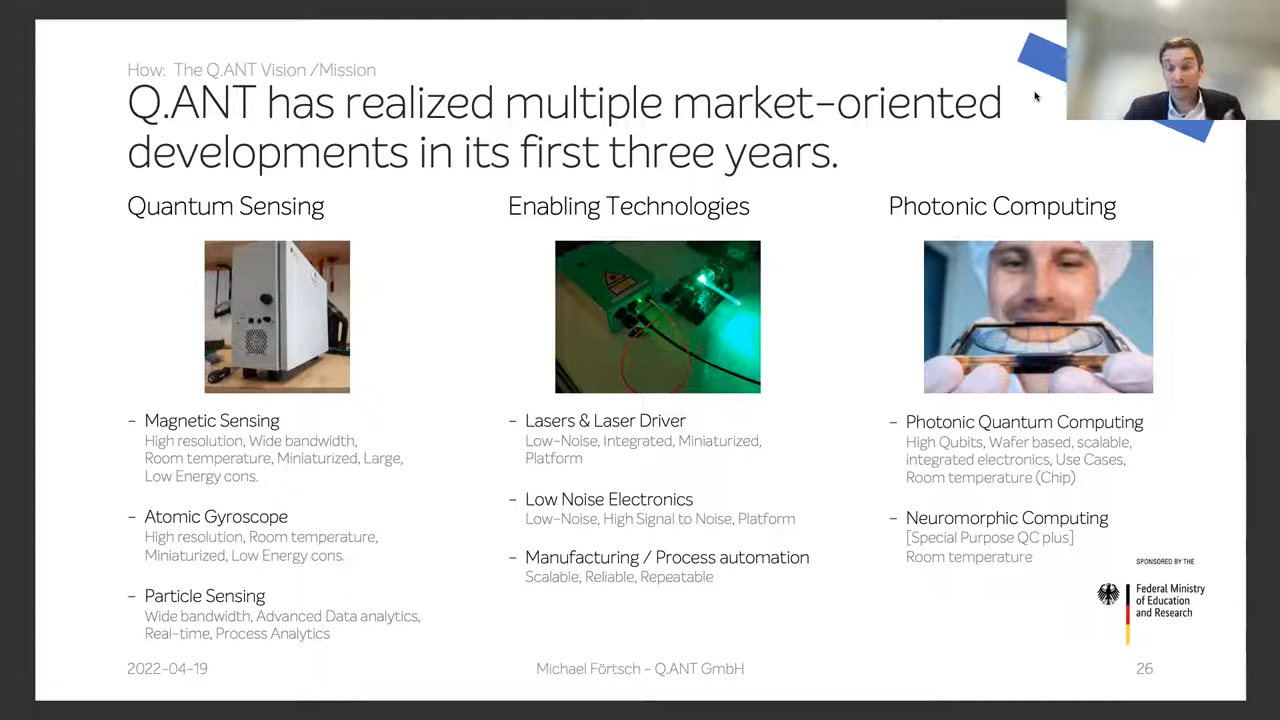 How: The Q.ANT Vision /Mission
Q.ANT has realized multiple market-oriented
developments in its first three years.
Quantum Sensing
Enabling Technologies
Photonic Computing
- Magnetic Sensing
High resolution, Wide bandwidth,
Room temperature, Miniaturized, Large,
Low Energy cons.
- Atomic Gyroscope
High resolution, Room temperature,
Miniaturized, Low Energy cons.
- Particle Sensing
Wide bandwidth, Advanced Data analytics,
Real-time, Process Analytics
- Lasers & Laser Driver
Low-Noise, Integrated, Miniaturized,
Platform
- Low Noise Electronics
Low-Noise, High Signal to Noise, Platform
- Manufacturing / Process automation
Scalable, Reliable, Repeatable
- Photonic Quantum Computing
High Qubits, Wafer based, scalable,
integrated electronics, Use Cases,
Room temperature (Chip)
- Neuromorphic Computing
[Special Purpose QC plus]
Room temperature
SPONSORED BY THE
Federal Ministry
of Education
and Research
2022-04-19
Michael Förtsch - Q.ANT GmbH
26